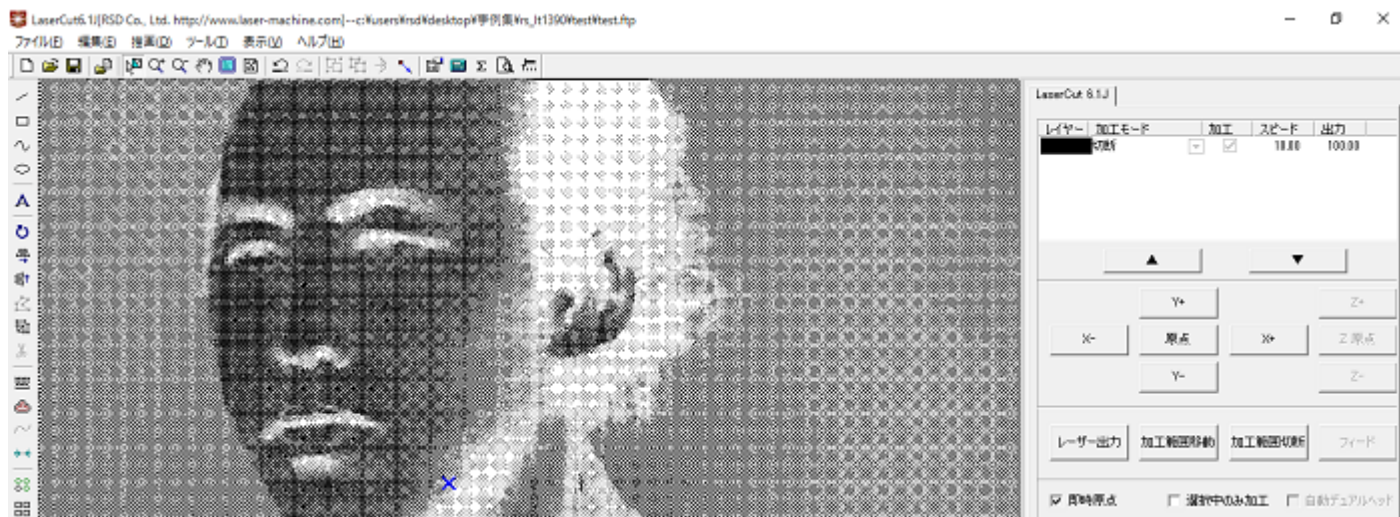 LaserCut6.1J[RSD Co., Ltd. http://www.laser-machine.com]--c:¥users¥rsd¥desktop¥事例集¥rs_lt1390¥test¥test.ftp
ファイル(F) 編集(E) 描画(D) ツール(T) 表示(V) ヘルプ(H)
LaserCut 6.1J
レイヤー 加工モード 加工 スピード 出力
切断 10.00 100.00
▲ ▼
Y+ Z+
X- 原点 X+ Z 原点
Y- Z-
レーザー出力 加工範囲移動 加工範囲切断 フィード
即時原点 選択中のみ加工 自動デュアルヘッド